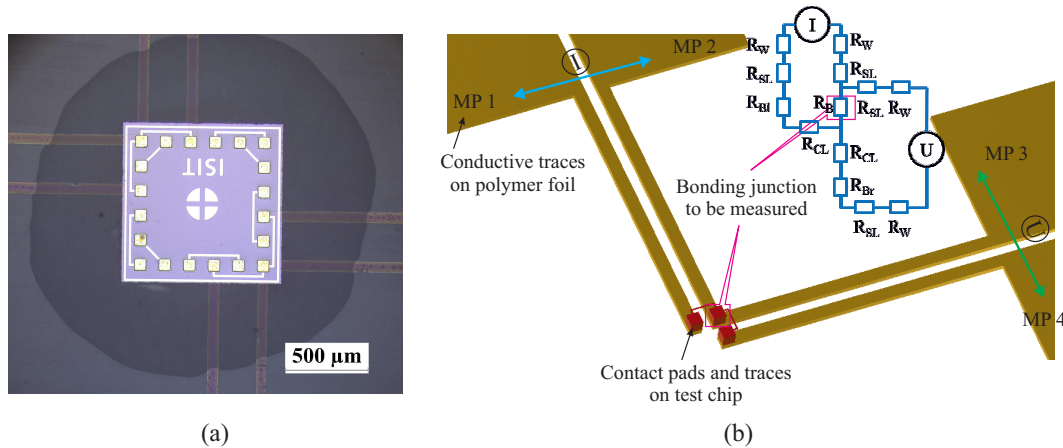 ISIT
500 µm
(a)
I
R_W
R_W
R_SL
R_SL
R_Bl
R_B
R_SL
R_W
R_CL
R_CL
U
R_Br
R_SL
R_W
MP 2
I
MP 1
Conductive traces
on polymer foil
Bonding junction
to be measured
MP 3
U
MP 4
Contact pads and traces
on test chip
(b)